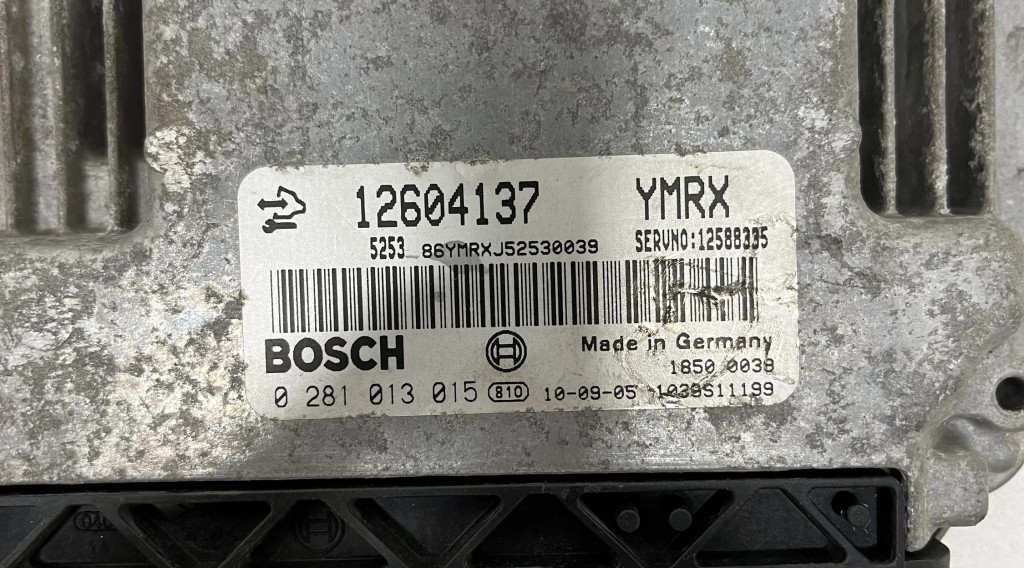 12604137 YMRX
5253 86YMRXJ52530039 SERVNO:12588335
BOSCH Made in Germany
1850 0039
0 281 013 015 810 10-09-05 1039S11199